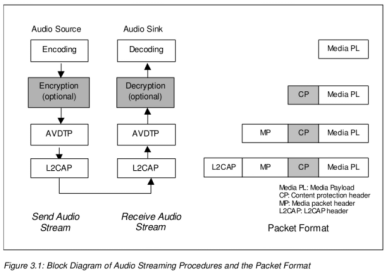 Audio Source
Audio Sink
Encoding
Decoding
Media PL
Encryption
(optional)
Decryption
(optional)
CP
Media PL
AVDTP
AVDTP
MP
CP
Media PL
L2CAP
L2CAP
L2CAP
MP
CP
Media PL
Media PL: Media Payload
CP: Content protection header
MP: Media packet header
L2CAP: L2CAP header
Send Audio
Stream
Receive Audio
Stream
Packet Format
Figure 3.1: Block Diagram of Audio Streaming Procedures and the Packet Format